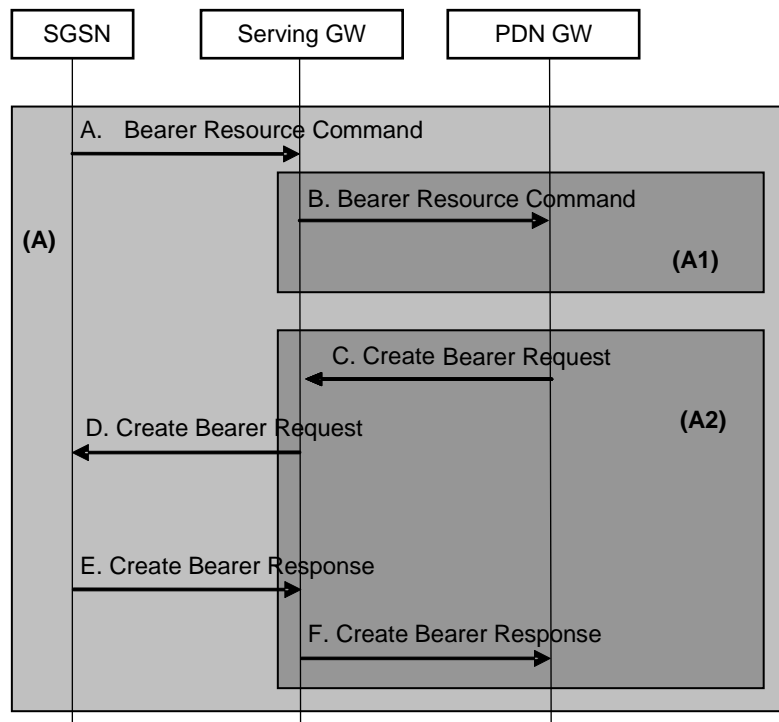 SGSN
Serving GW
PDN GW
A. Bearer Resource Command
B. Bearer Resource Command
(A)
(A1)
C. Create Bearer Request
(A2)
D. Create Bearer Request
E. Create Bearer Response
F. Create Bearer Response